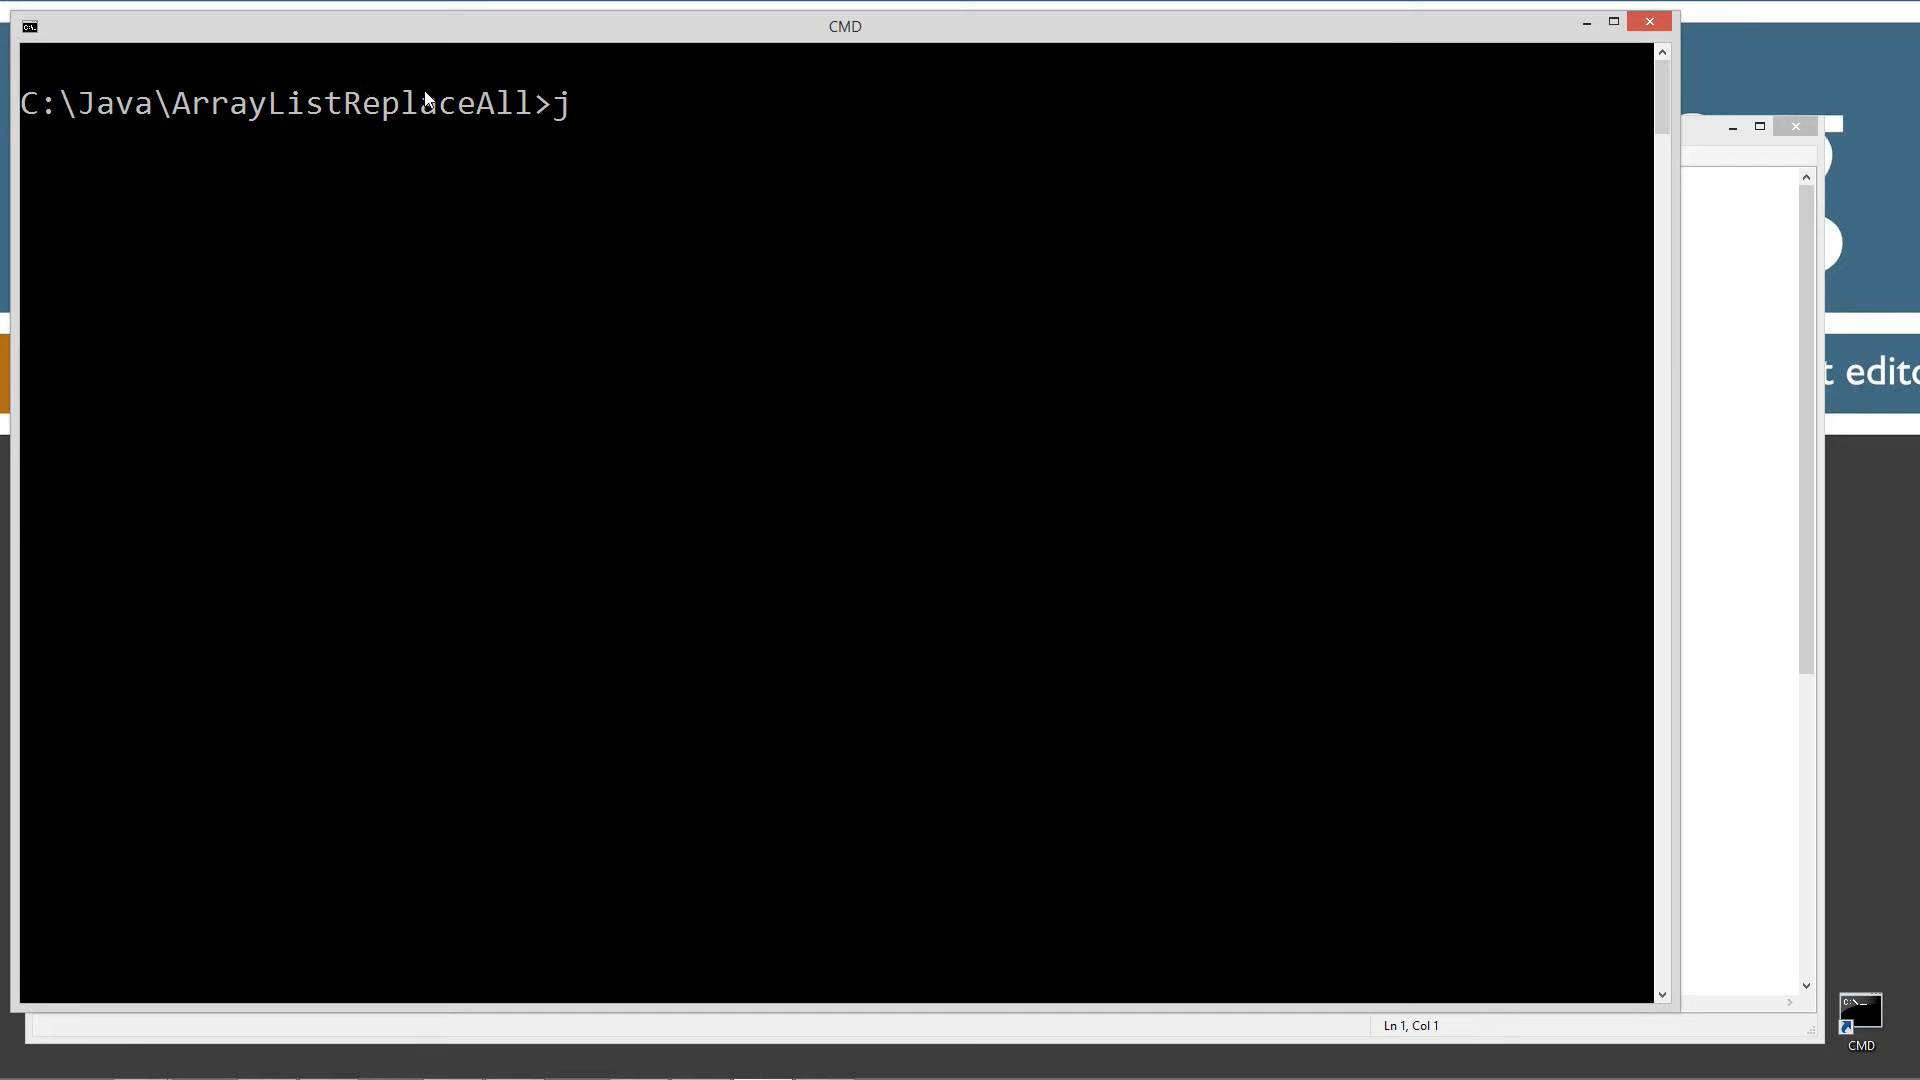 CMD
C:\Java\ArrayListReplaceAll>j
t edito
Ln 1, Col 1
CMD